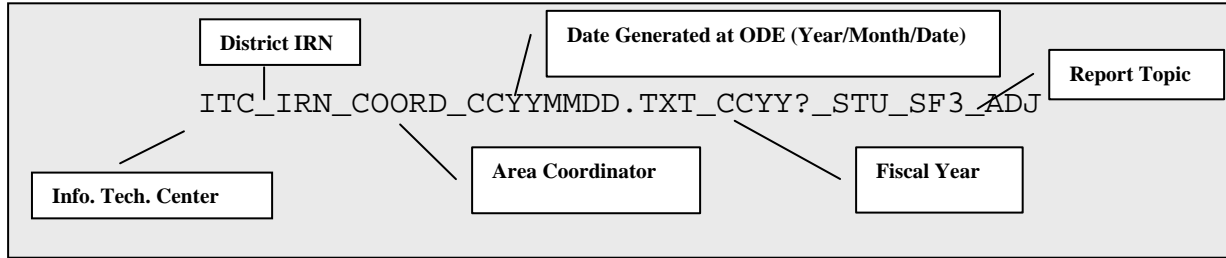 District IRN
Date Generated at ODE (Year/Month/Date)
Report Topic
ITC_IRN_COORD_CCYYMMDD.TXT_CCYY?_STU_SF3_ADJ
Info. Tech. Center
Area Coordinator
Fiscal Year